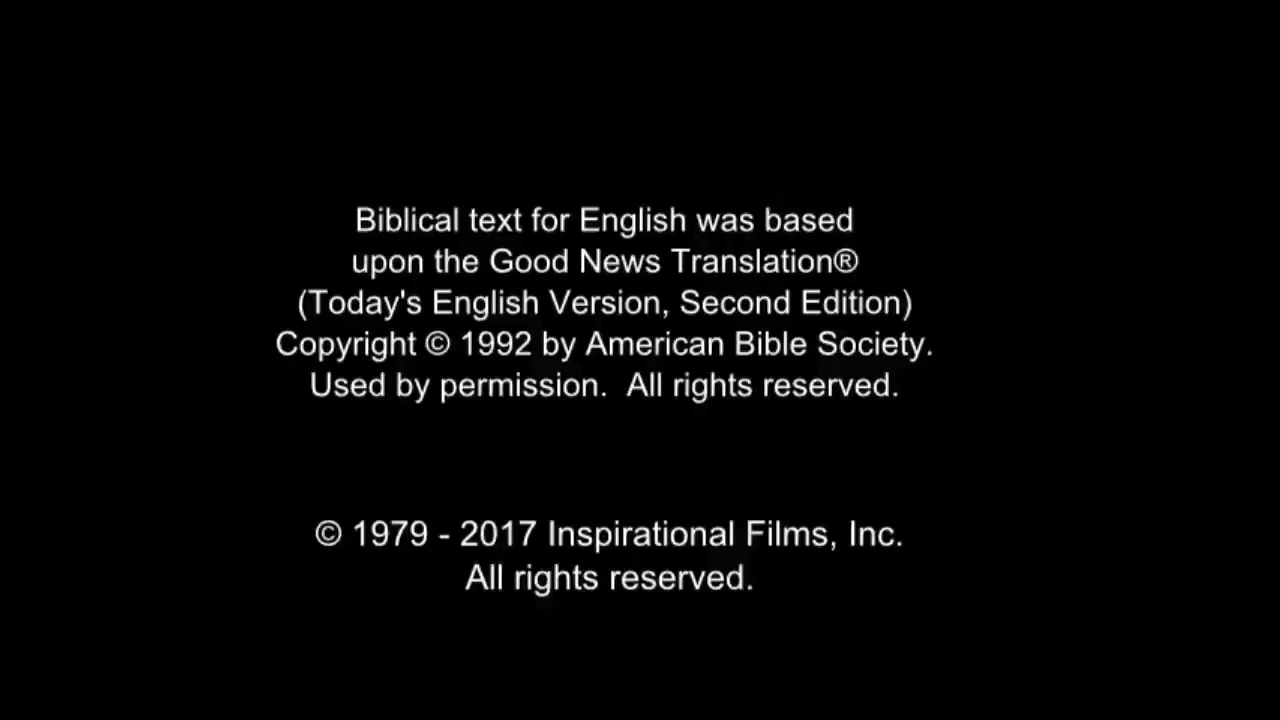 Biblical text for English was based
upon the Good News Translation®
(Today's English Version, Second Edition)
Copyright © 1992 by American Bible Society.
Used by permission.  All rights reserved.
© 1979 - 2017 Inspirational Films, Inc.
All rights reserved.